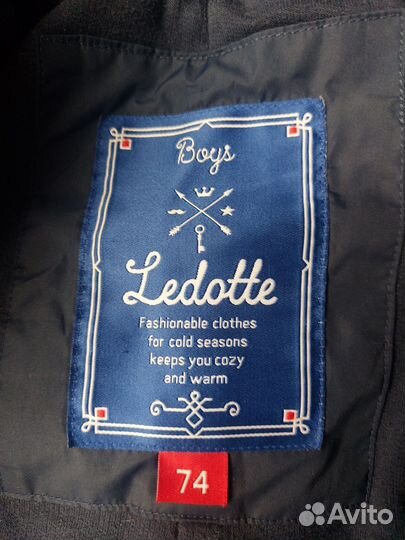 Boys
Ledotte
Fashionable clothes
for cold seasons
keeps you cozy
and warm
74
Avito